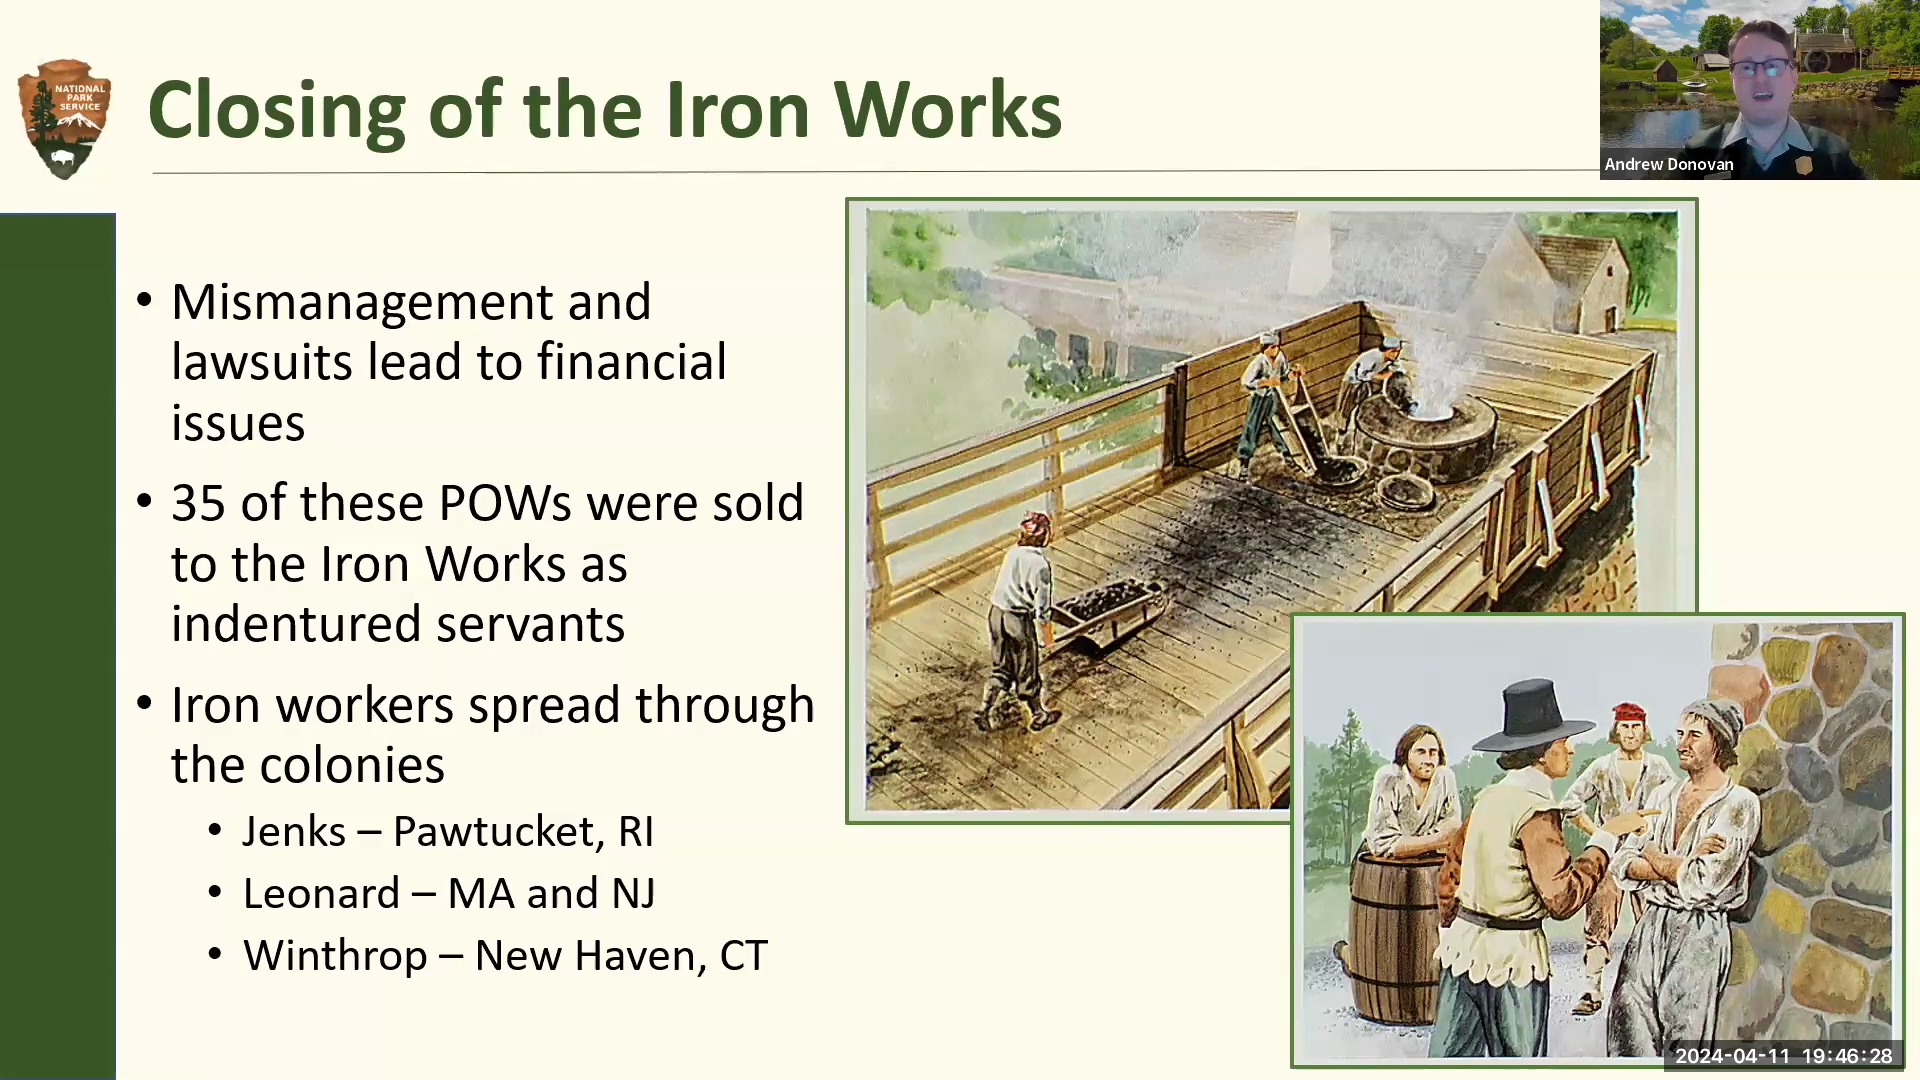 NATIONAL
PARK
SERVICE
Closing of the Iron Works
Andrew Donovan
• Mismanagement and
lawsuits lead to financial
issues
• 35 of these POWs were sold
to the Iron Works as
indentured servants
• Iron workers spread through
the colonies
• Jenks – Pawtucket, RI
• Leonard – MA and NJ
• Winthrop – New Haven, CT
2024-04-11 19:46:28